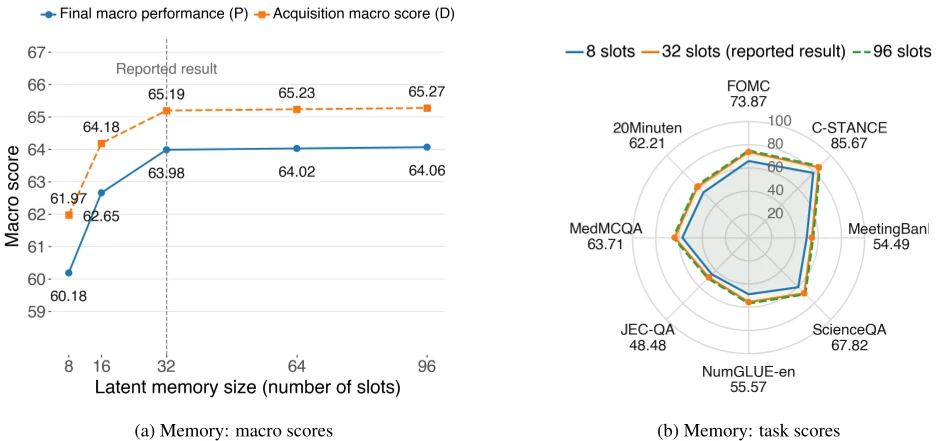 Final macro performance (P) Acquisition macro score (D)
67
66
65
64
63
62
61
60
59
Macro score
Reported result
61.97
64.18
65.19
65.23
65.27
60.18
62.65
63.98
64.02
64.06
8 16 32 64 96
Latent memory size (number of slots)
(a) Memory: macro scores
8 slots 32 slots (reported result) 96 slots
FOMC
73.87
C-STANCE
85.67
MeetingBank
54.49
ScienceQA
67.82
NumGLUE-en
55.57
JEC-QA
48.48
MedMCQA
63.71
20Minuten
62.21
100
80
60
40
20
(b) Memory: task scores